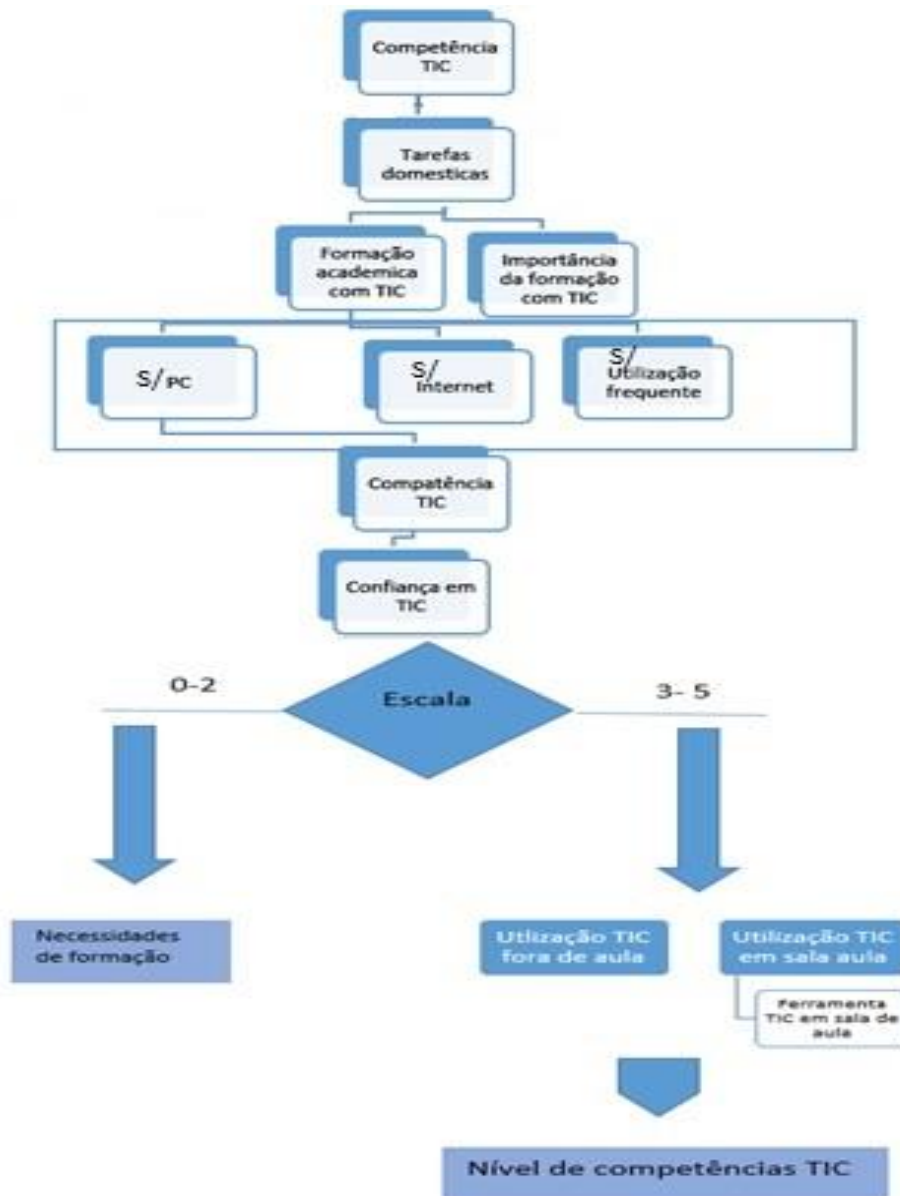 Competência
TIC
Tarefas
domesticas
Formação
academica
com TIC
Importância
da formação
com TIC
S/ PC
S/
Internet
S/
Utilização
frequente
Compatência
TIC
Confiança em
TIC
Escala
0-2
3- 5
Necessidades
de formação
Utlização TIC
fora de aula
Utilização TIC
em sala aula
Ferramenta
TIC em sala de
aula
Nível de competências TIC